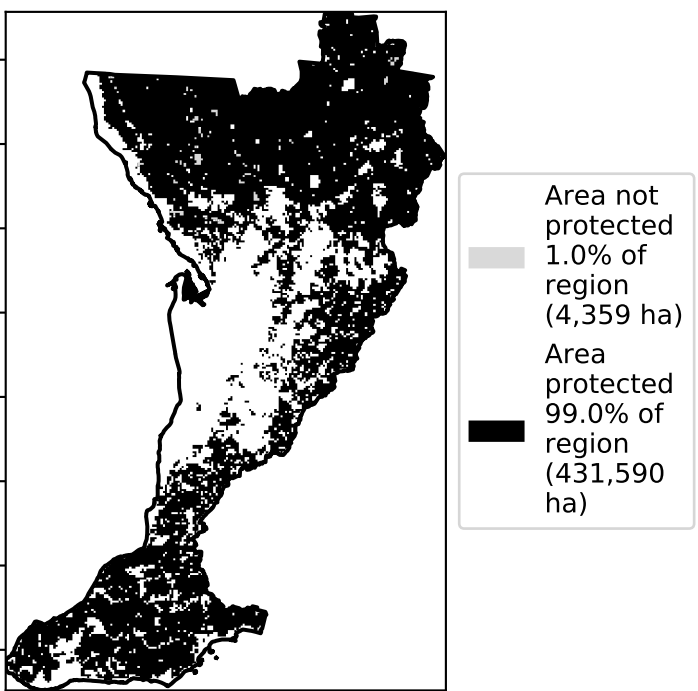 Area not
protected
1.0% of
region
(4,359 ha)
Area
protected
99.0% of
region
(431,590
ha)